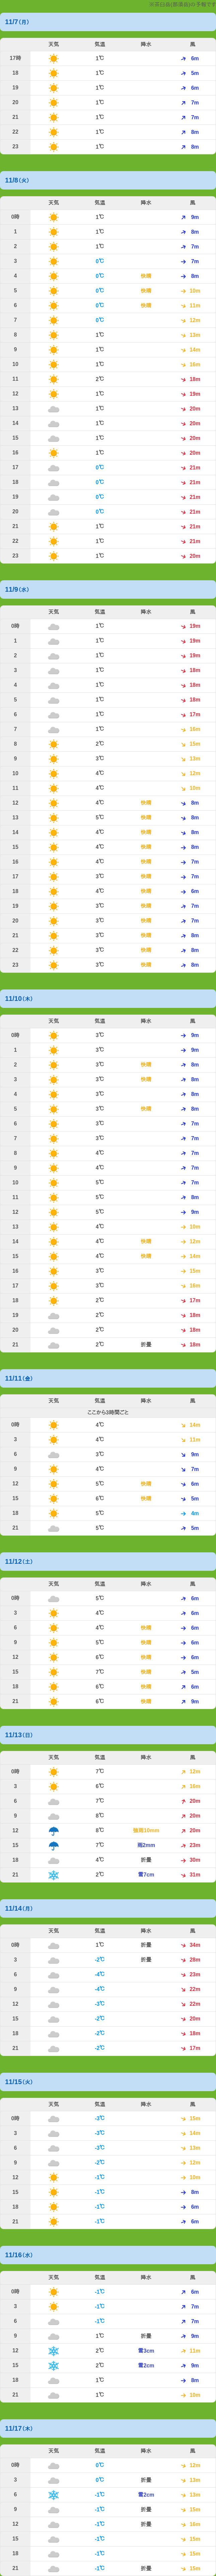 11/7(月)
天気 気温 降水 風
17時 1℃ 6m
18 1℃ 5m
19 1℃ 6m
20 1℃ 7m
21 1℃ 7m
22 1℃ 8m
23 1℃ 8m
11/8(火)
天気 気温 降水 風
0時 1℃ 9m
1 1℃ 8m
2 1℃ 7m
3 0℃ 7m
4 0℃ 快晴 8m
5 0℃ 快晴 10m
6 0℃ 快晴 11m
7 0℃ 12m
8 1℃ 13m
9 1℃ 14m
10 1℃ 16m
11 2℃ 18m
12 1℃ 19m
13 1℃ 20m
14 1℃ 20m
15 1℃ 20m
16 1℃ 20m
17 0℃ 21m
18 0℃ 21m
19 0℃ 21m
20 0℃ 21m
21 1℃ 21m
22 1℃ 21m
23 1℃ 20m
11/9(水)
天気 気温 降水 風
0時 1℃ 19m
1 1℃ 19m
2 1℃ 19m
3 1℃ 18m
4 1℃ 18m
5 1℃ 18m
6 1℃ 17m
7 1℃ 16m
8 2℃ 15m
9 3℃ 13m
10 4℃ 12m
11 4℃ 10m
12 4℃ 快晴 8m
13 5℃ 快晴 8m
14 4℃ 快晴 8m
15 4℃ 快晴 8m
16 4℃ 快晴 7m
17 3℃ 快晴 7m
18 4℃ 快晴 6m
19 3℃ 快晴 7m
20 3℃ 快晴 7m
21 3℃ 快晴 8m
22 3℃ 快晴 8m
23 3℃ 快晴 8m
11/10(木)
天気 気温 降水 風
0時 3℃ 9m
1 3℃ 9m
2 3℃ 快晴 8m
3 3℃ 快晴 8m
4 3℃ 8m
5 3℃ 快晴 8m
6 3℃ 7m
7 3℃ 7m
8 4℃ 7m
9 4℃ 7m
10 5℃ 7m
11 5℃ 8m
12 5℃ 9m
13 4℃ 10m
14 4℃ 快晴 12m
15 4℃ 快晴 14m
16 3℃ 15m
17 3℃ 16m
18 2℃ 17m
19 2℃ 18m
20 2℃ 18m
21 2℃ 折曇 18m
11/11(金)
天気 気温 降水 風
ここから3時間ごと
0時 4℃ 14m
3 4℃ 11m
6 3℃ 9m
9 4℃ 7m
12 5℃ 快晴 6m
15 6℃ 快晴 5m
18 5℃ 4m
21 5℃ 5m
11/12(土)
天気 気温 降水 風
0時 5℃ 6m
3 4℃ 6m
6 4℃ 快晴 6m
9 5℃ 快晴 6m
12 6℃ 快晴 6m
15 7℃ 快晴 5m
18 6℃ 快晴 6m
21 6℃ 快晴 9m
11/13(日)
天気 気温 降水 風
0時 7℃ 12m
3 6℃ 16m
6 7℃ 20m
9 8℃ 20m
12 8℃ 強雨10mm 20m
15 7℃ 雨2mm 23m
18 4℃ 折曇 30m
21 2℃ 雪7cm 31m
11/14(月)
天気 気温 降水 風
0時 1℃ 折曇 34m
3 -2℃ 折曇 28m
6 -4℃ 23m
9 -4℃ 22m
12 -3℃ 22m
15 -2℃ 20m
18 -2℃ 18m
21 -2℃ 17m
11/15(火)
天気 気温 降水 風
0時 -3℃ 15m
3 -3℃ 14m
6 -3℃ 13m
9 -2℃ 12m
12 -1℃ 10m
15 -1℃ 8m
18 -1℃ 6m
21 -1℃ 6m
11/16(水)
天気 気温 降水 風
0時 -1℃ 6m
3 -1℃ 7m
6 -1℃ 7m
9 1℃ 折曇 9m
12 2℃ 雪3cm 11m
15 2℃ 雪2cm 9m
18 1℃ 8m
21 1℃ 10m
11/17(木)
天気 気温 降水 風
0時 0℃ 12m
3 0℃ 折曇 13m
6 -1℃ 雪2cm 13m
9 -1℃ 折曇 15m
12 -1℃ 折曇 16m
15 -1℃ 15m
18 -1℃ 15m
21 -1℃ 折曇 15m